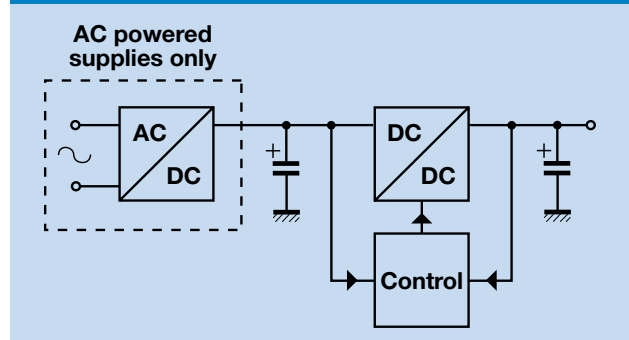 AC powered
supplies only
AC
DC
+
DC
DC
+
Control